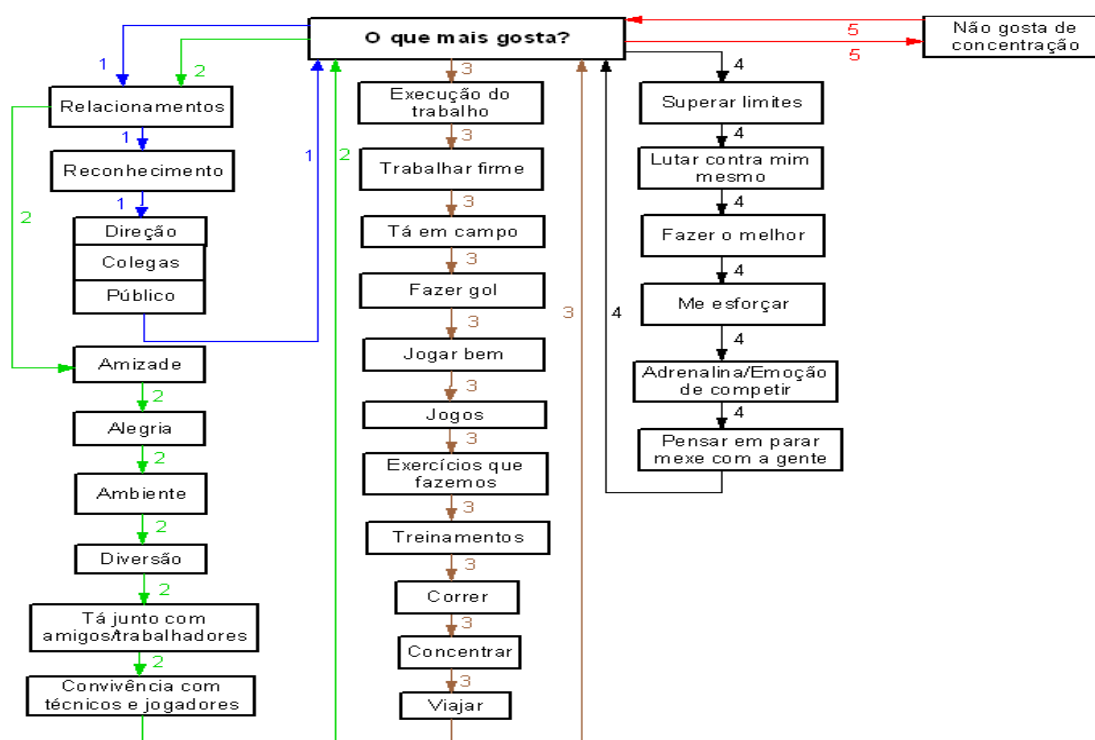 O que mais gosta?
Não gosta de
concentração
5
5
1
2
3
4
Relacionamentos
1
Reconhecimento
1
Direção
Colegas
Público
1
2
Amizade
2
Alegria
2
Ambiente
2
Diversão
2
Tá junto com
amigos/trabalhadores
2
Convivência com
técnicos e jogadores
2
Execução do
trabalho
3
Trabalhar firme
3
Tá em campo
3
Fazer gol
3
Jogar bem
3
Jogos
3
Exercícios que
fazemos
3
Treinamentos
3
Correr
3
Concentrar
3
Viajar
3
Superar limites
4
Lutar contra mim
mesmo
4
Fazer o melhor
4
Me esforçar
4
Adrenalina/Emoção
de competir
4
Pensar em parar
mexe com a gente
4